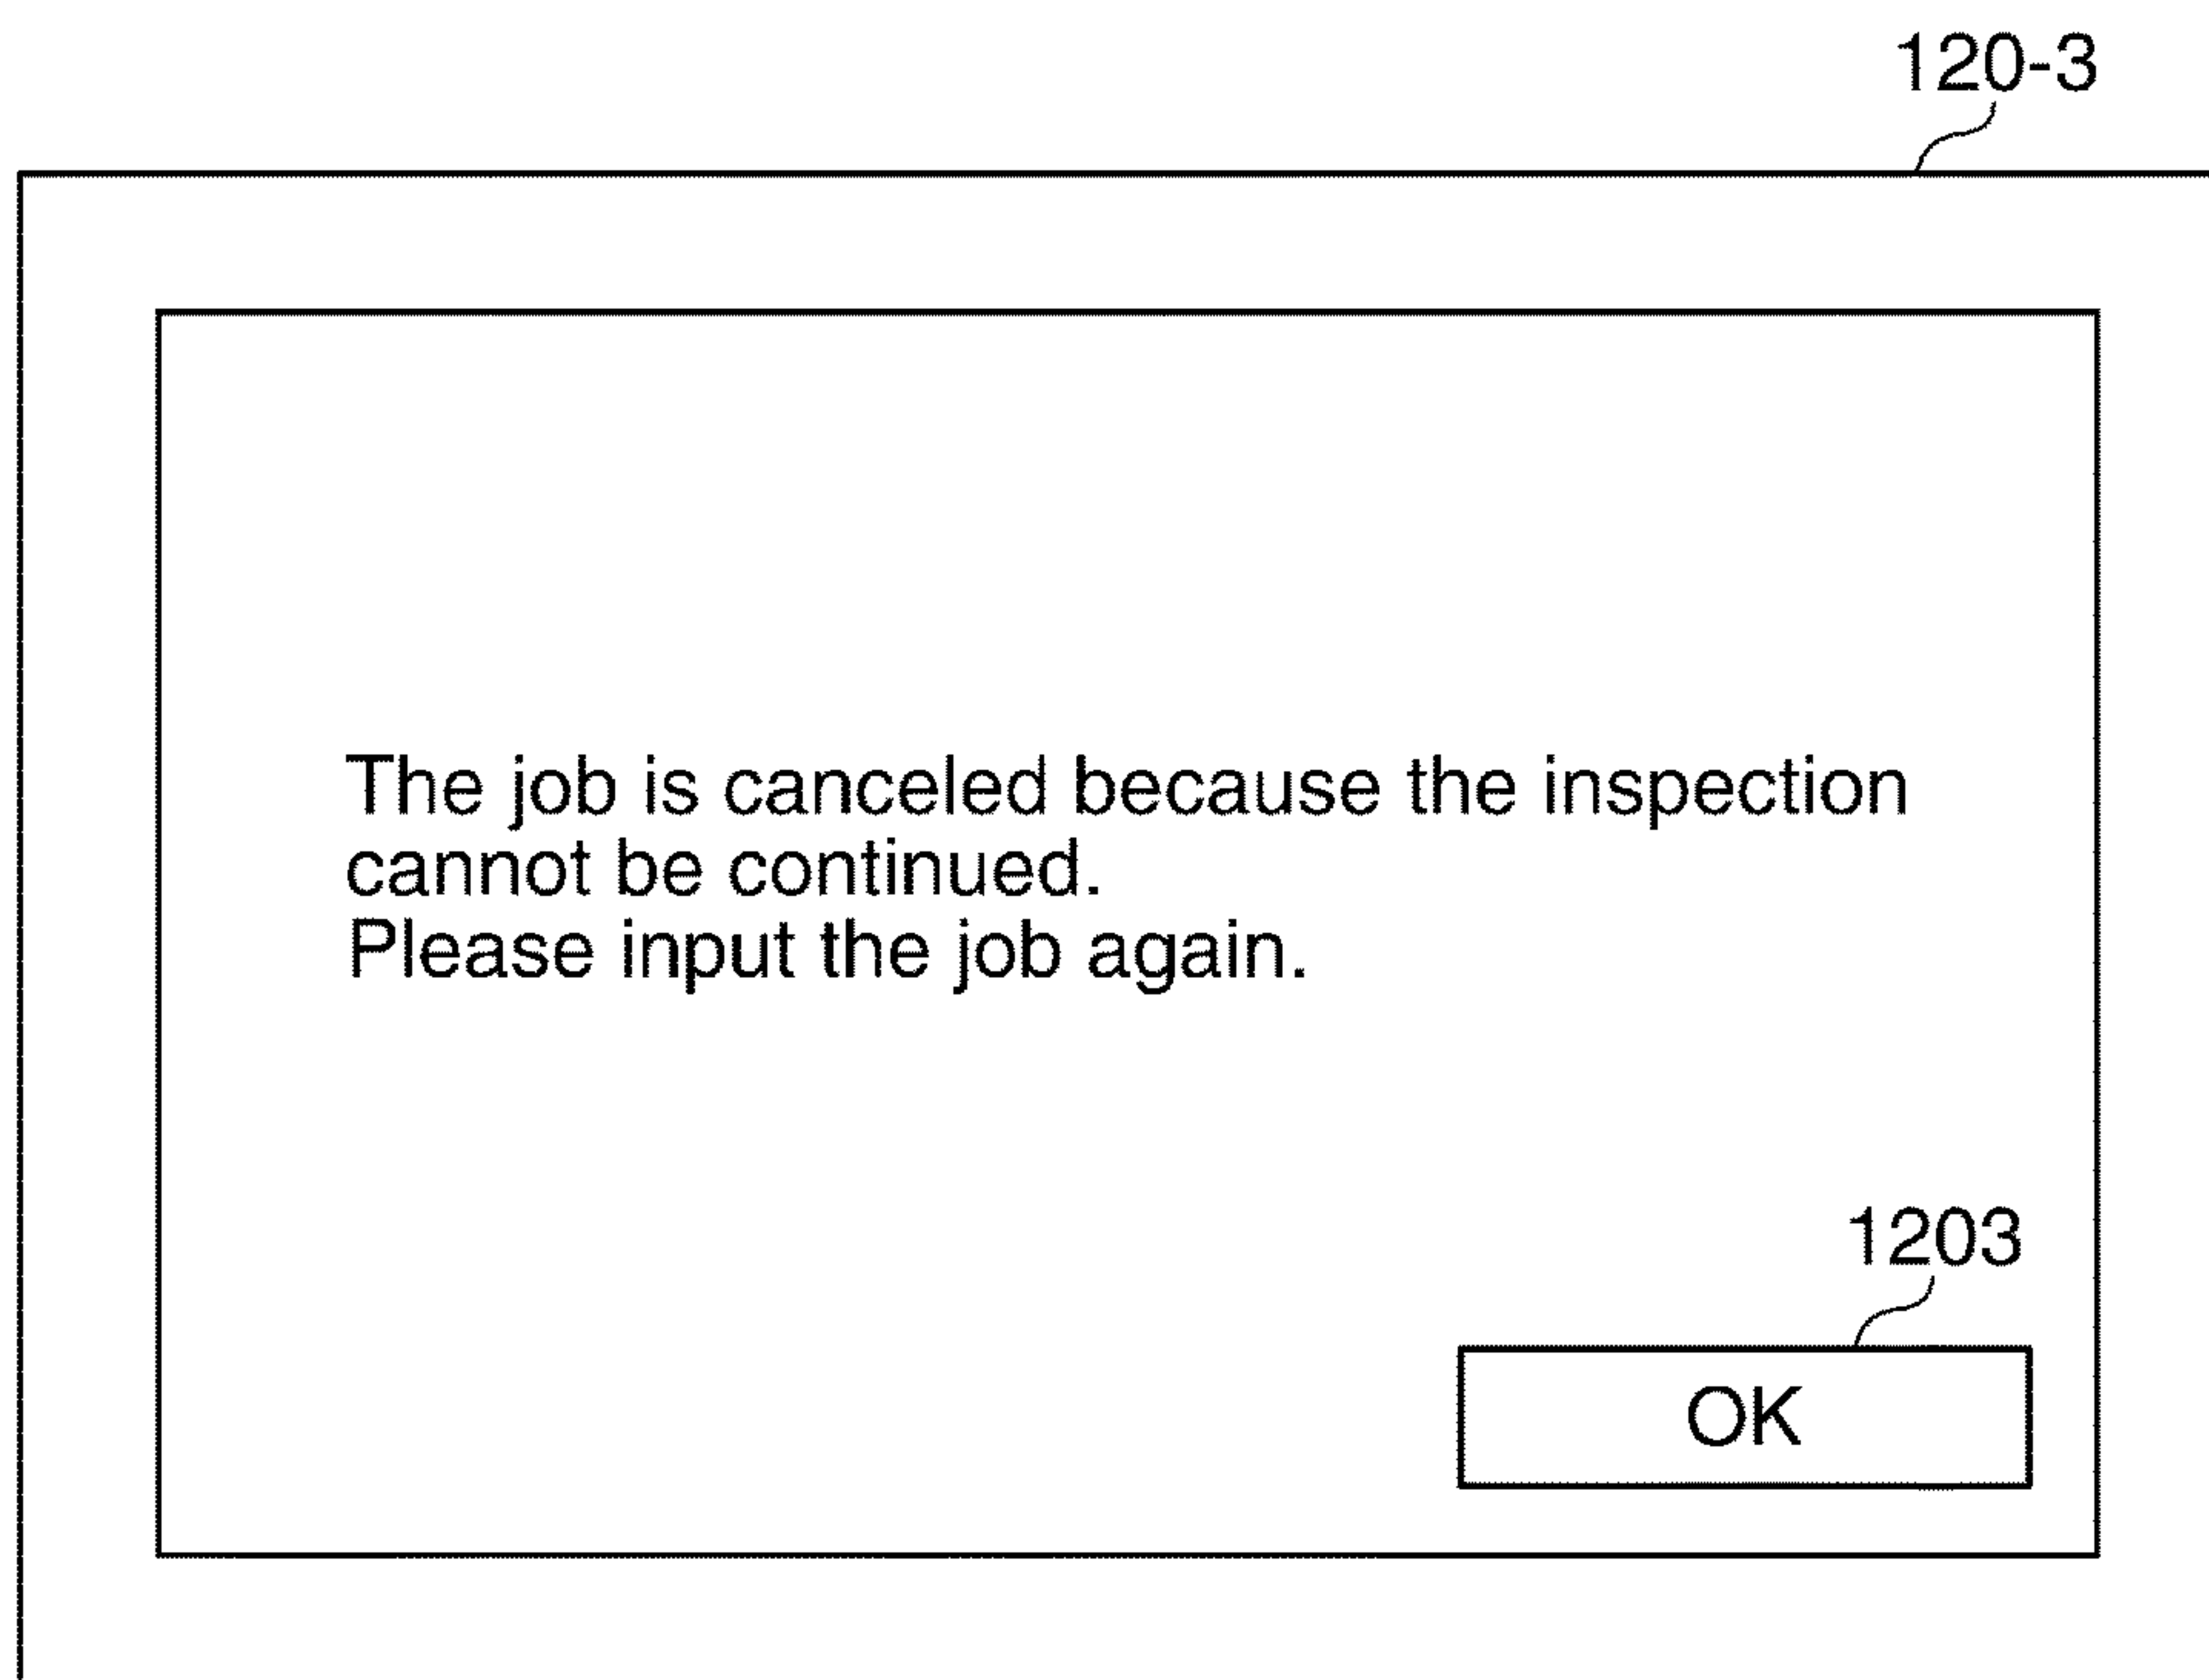 120-3
The job is canceled because the inspection
cannot be continued.
Please input the job again.
1203
OK